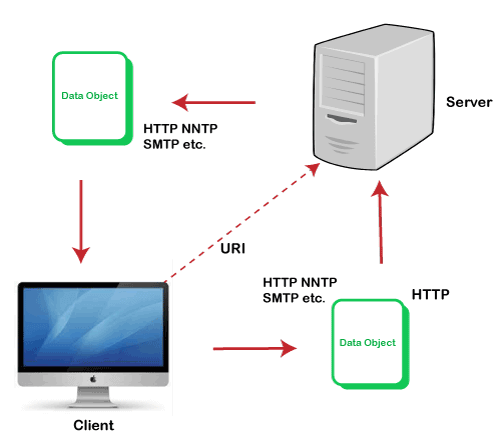 Data Object
Server
HTTP NNTP
SMTP etc.
URI
HTTP NNTP
SMTP etc.
HTTP
Data Object
Client